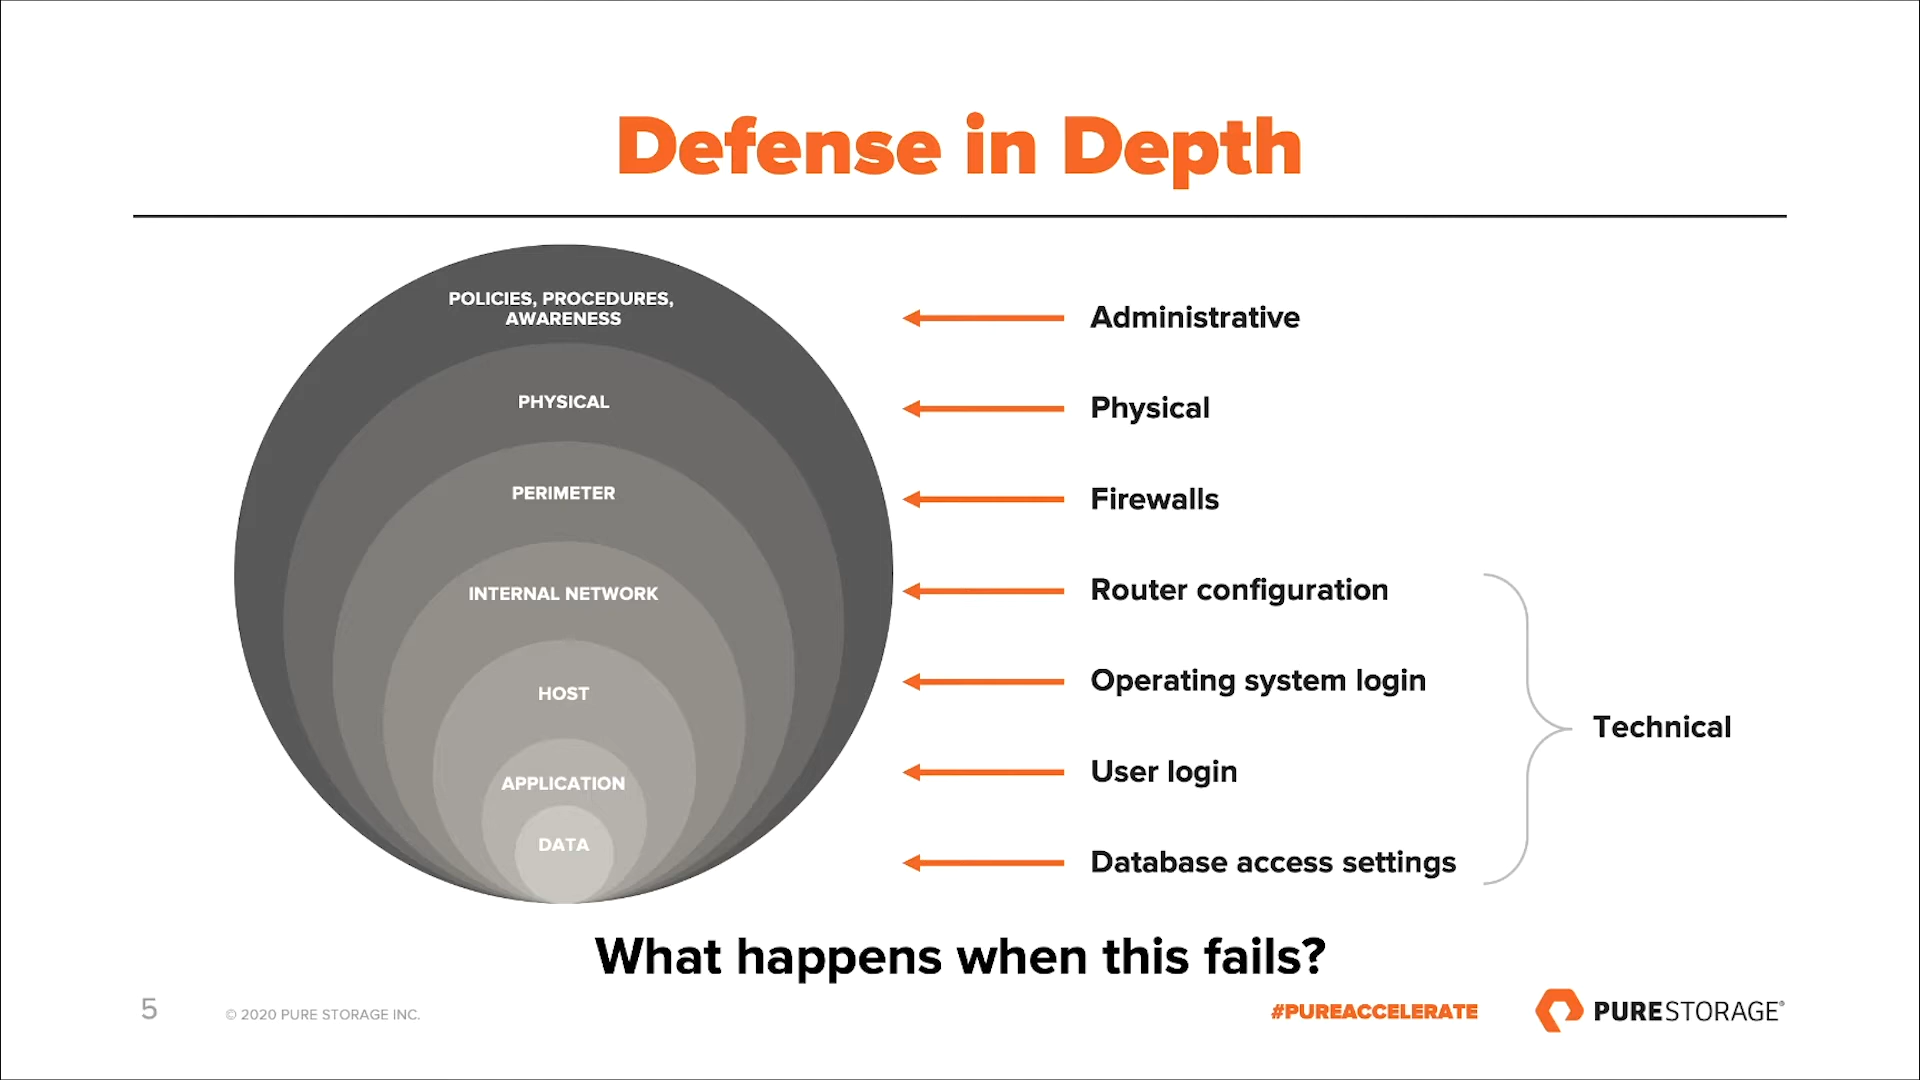 Defense in Depth
POLICIES, PROCEDURES,
AWARENESS
PHYSICAL
PERIMETER
INTERNAL NETWORK
HOST
APPLICATION
DATA
Administrative
Physical
Firewalls
Router configuration
Operating system login
User login
Database access settings
Technical
What happens when this fails?
5
© 2020 PURE STORAGE INC.
#PUREACCELERATE
PURESTORAGE®